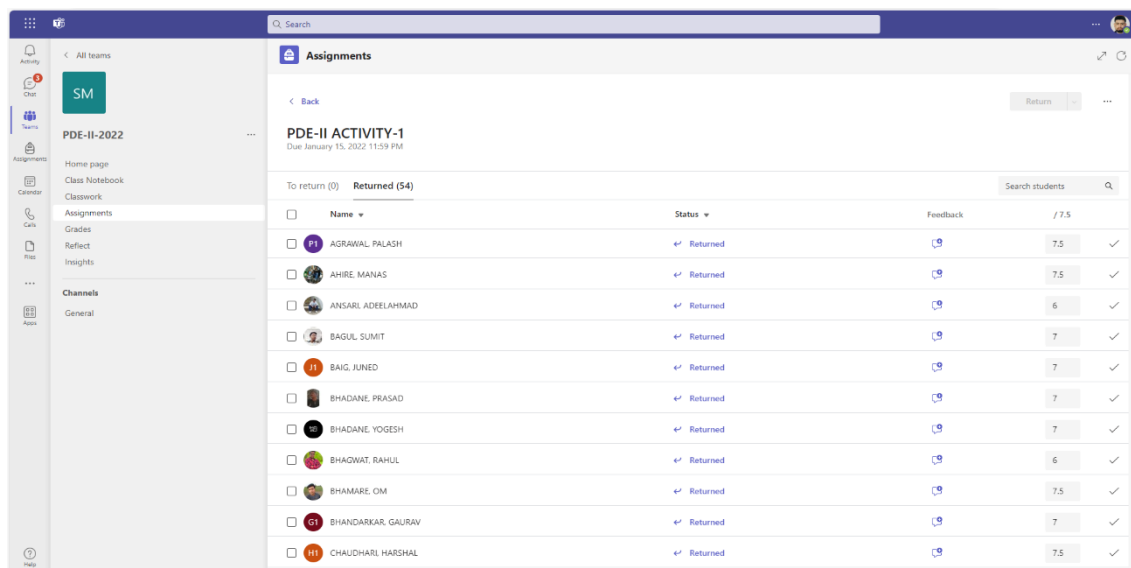 Search
Activity
Chat
3
Teams
Assignments
Calendar
Calls
Files
Apps
Help
All teams
SM
PDE-II-2022
Home page
Class Notebook
Classwork
Assignments
Grades
Reflect
Insights
Channels
General
Assignments
Back
Return
PDE-II ACTIVITY-1
Due January 15, 2022 11:59 PM
To return (0) Returned (54)
Search students
Name Status Feedback / 7.5
P1 AGRAWAL, PALASH Returned 7.5
AHIRE, MANAS Returned 7.5
ANSARI, ADEELAHMAD Returned 6
BAGUL, SUMIT Returned 7
J1 BAIG, JUNED Returned 7
BHADANE, PRASAD Returned 7
BHADANE, YOGESH Returned 7
BHAGWAT, RAHUL Returned 6
BHAMARE, OM Returned 7.5
G1 BHANDARKAR, GAURAV Returned 7
H1 CHAUDHARI, HARSHAL Returned 7.5